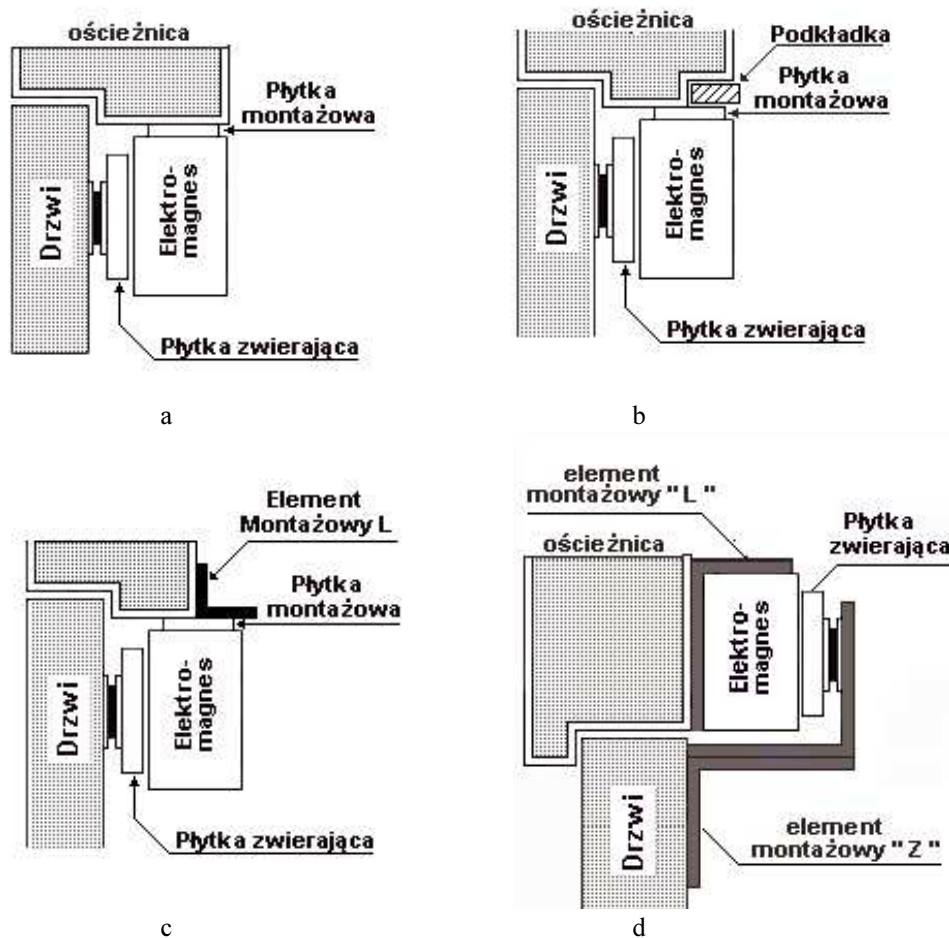 ościeżnica
Płytka
montażowa
Drzwi
Elektro-
magnes
Płytka zwierająca
a
ościeżnica
Podkładka
Płytka
montażowa
Drzwi
Elektro-
magnes
Płytka zwierająca
b
Element
Montażowy L
Płytka
montażowa
Drzwi
Elektro-
magnes
Płytka zwierająca
c
element
montażowy "L"
ościeżnica
Płytka
zwierająca
Elektro-
magnes
Drzwi
element
montażowy "Z"
d